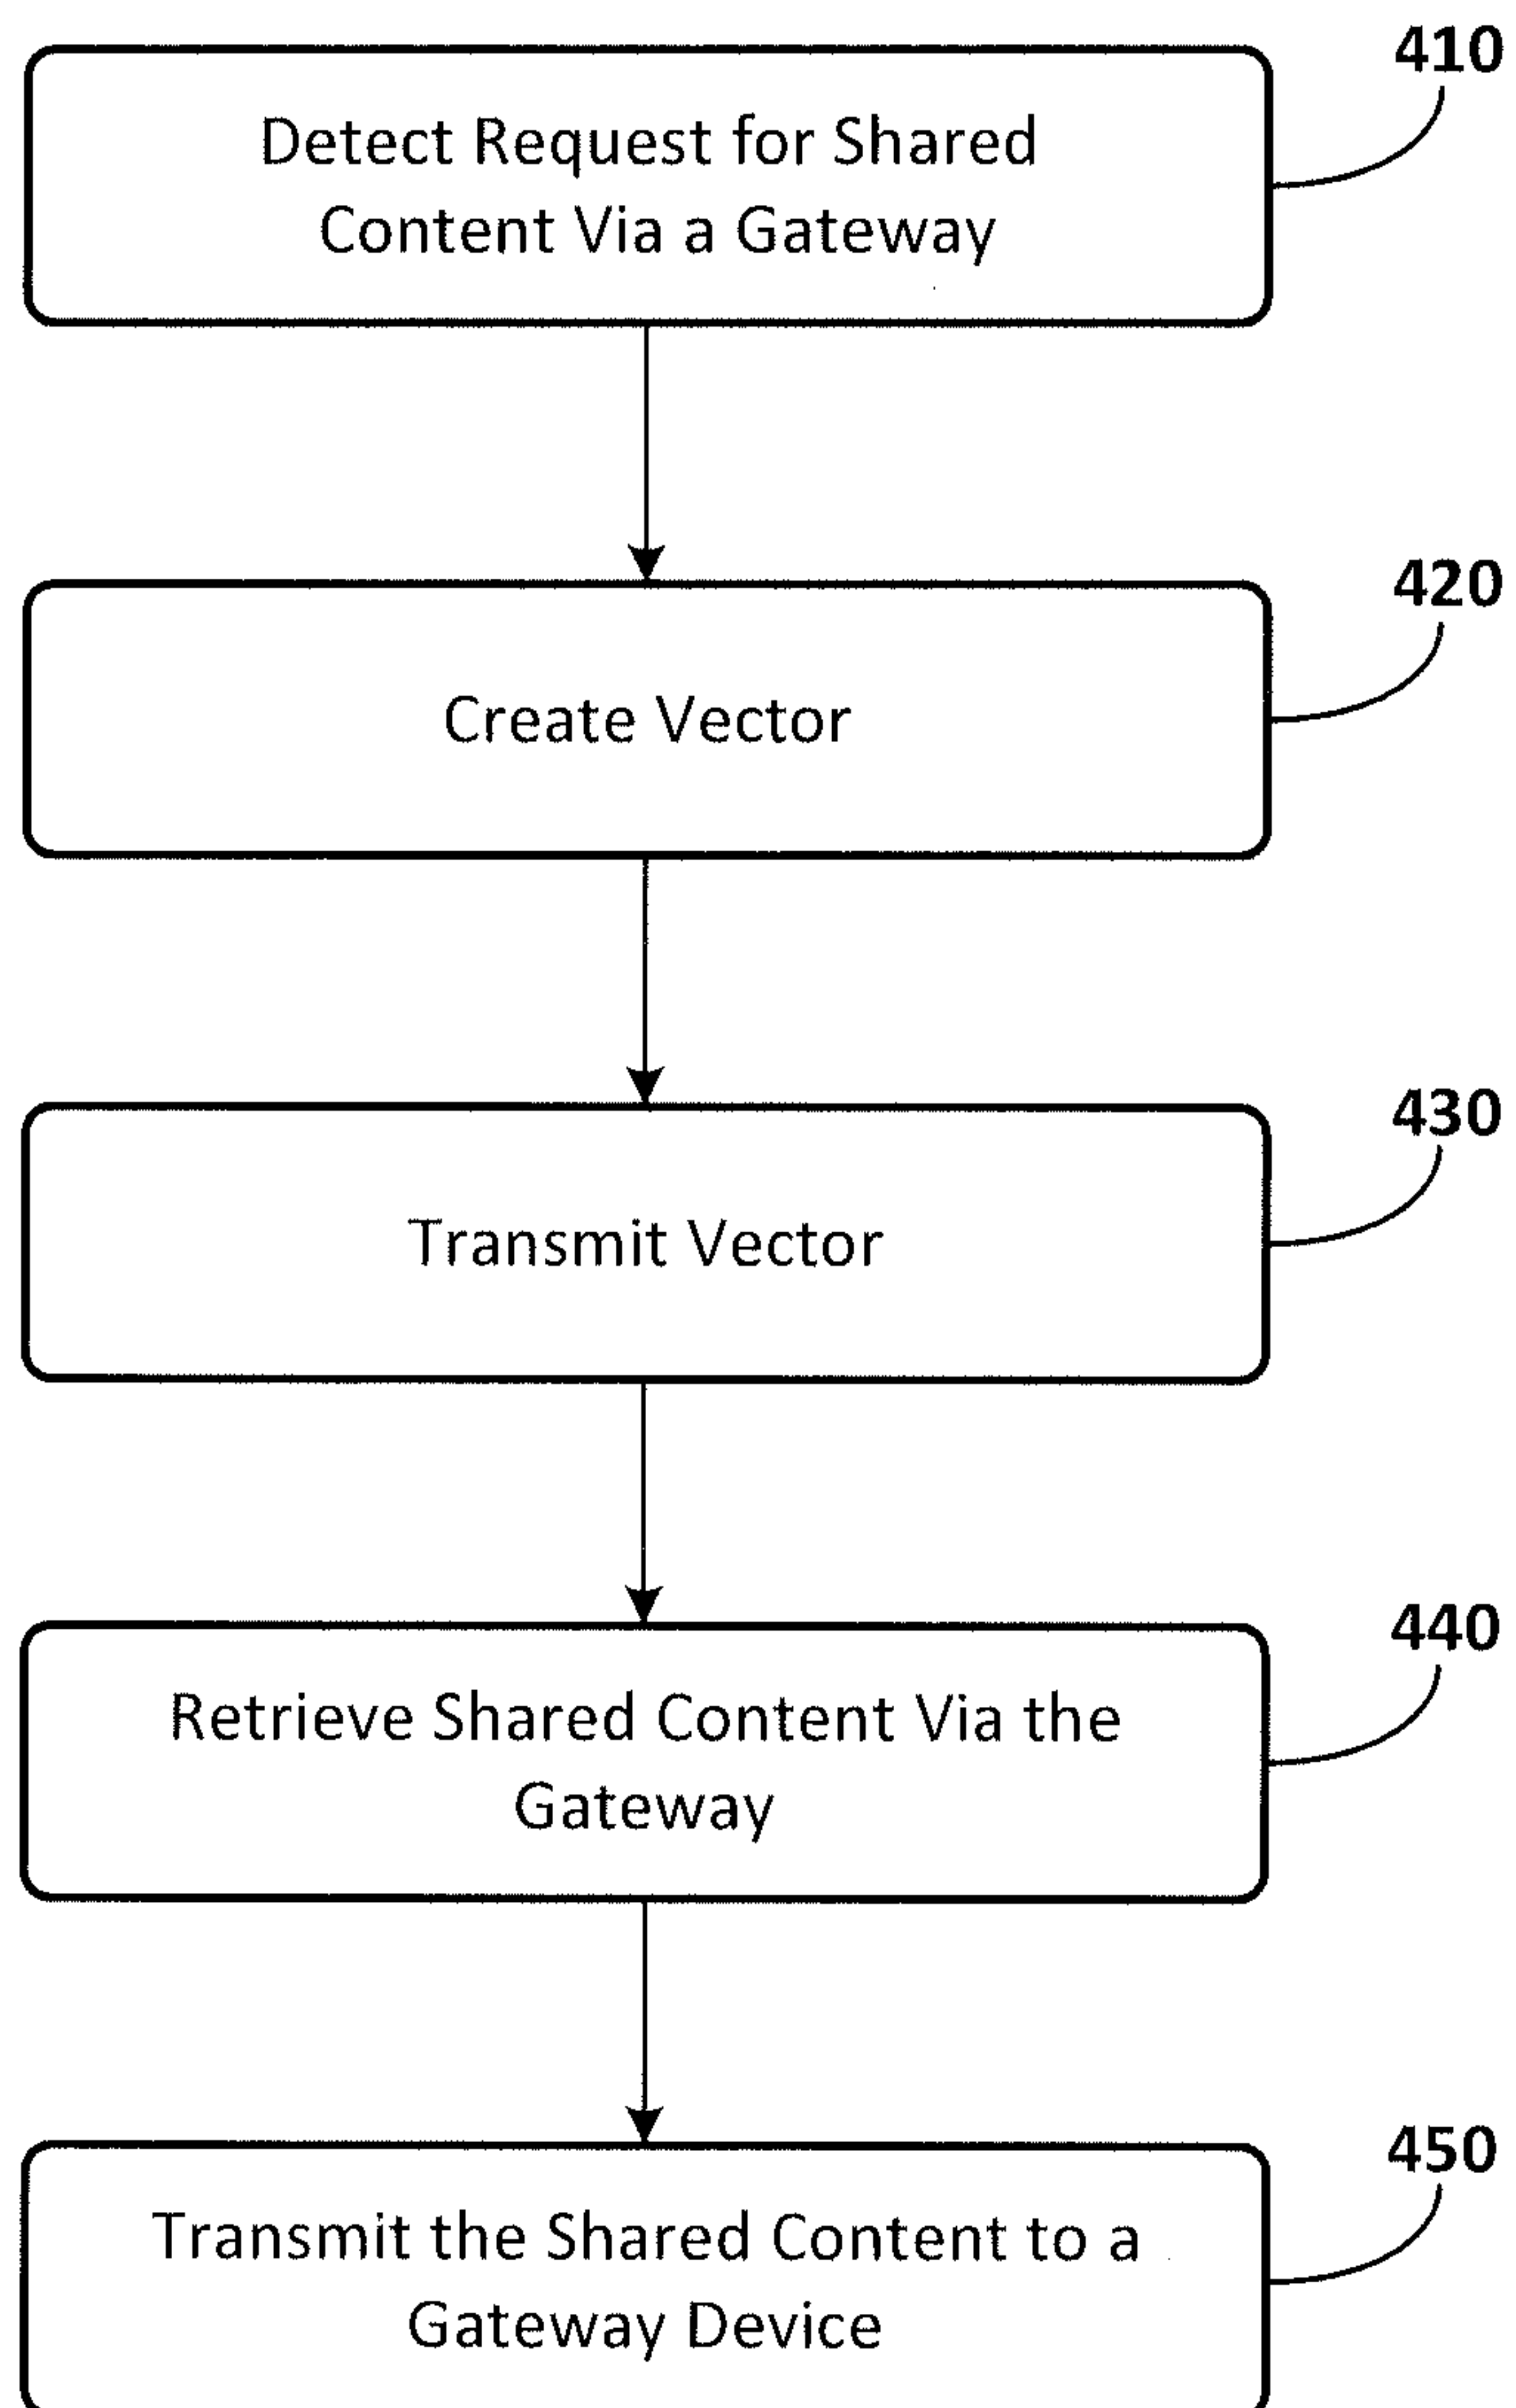 410
Detect Request for Shared
Content Via a Gateway
420
Create Vector
430
Transmit Vector
440
Retrieve Shared Content Via the
Gateway
450
Transmit the Shared Content to a
Gateway Device